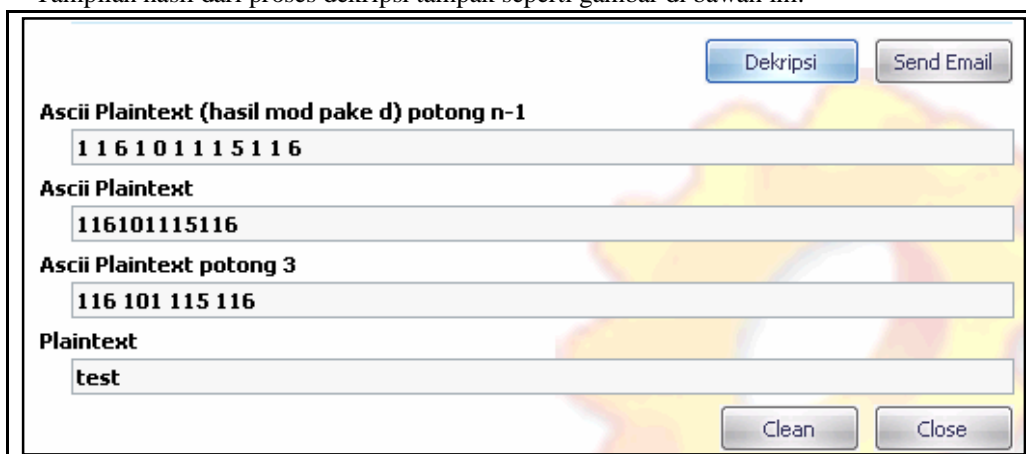 Tampilan hasil dari proses dekripsi tampak seperti gambar di bawah ini.
Dekripsi Send Email
Ascii Plaintext (hasil mod pake d) potong n-1
1 1 6 1 0 1 1 1 5 1 1 6
Ascii Plaintext
116101115116
Ascii Plaintext potong 3
116 101 115 116
Plaintext
test
Clean Close